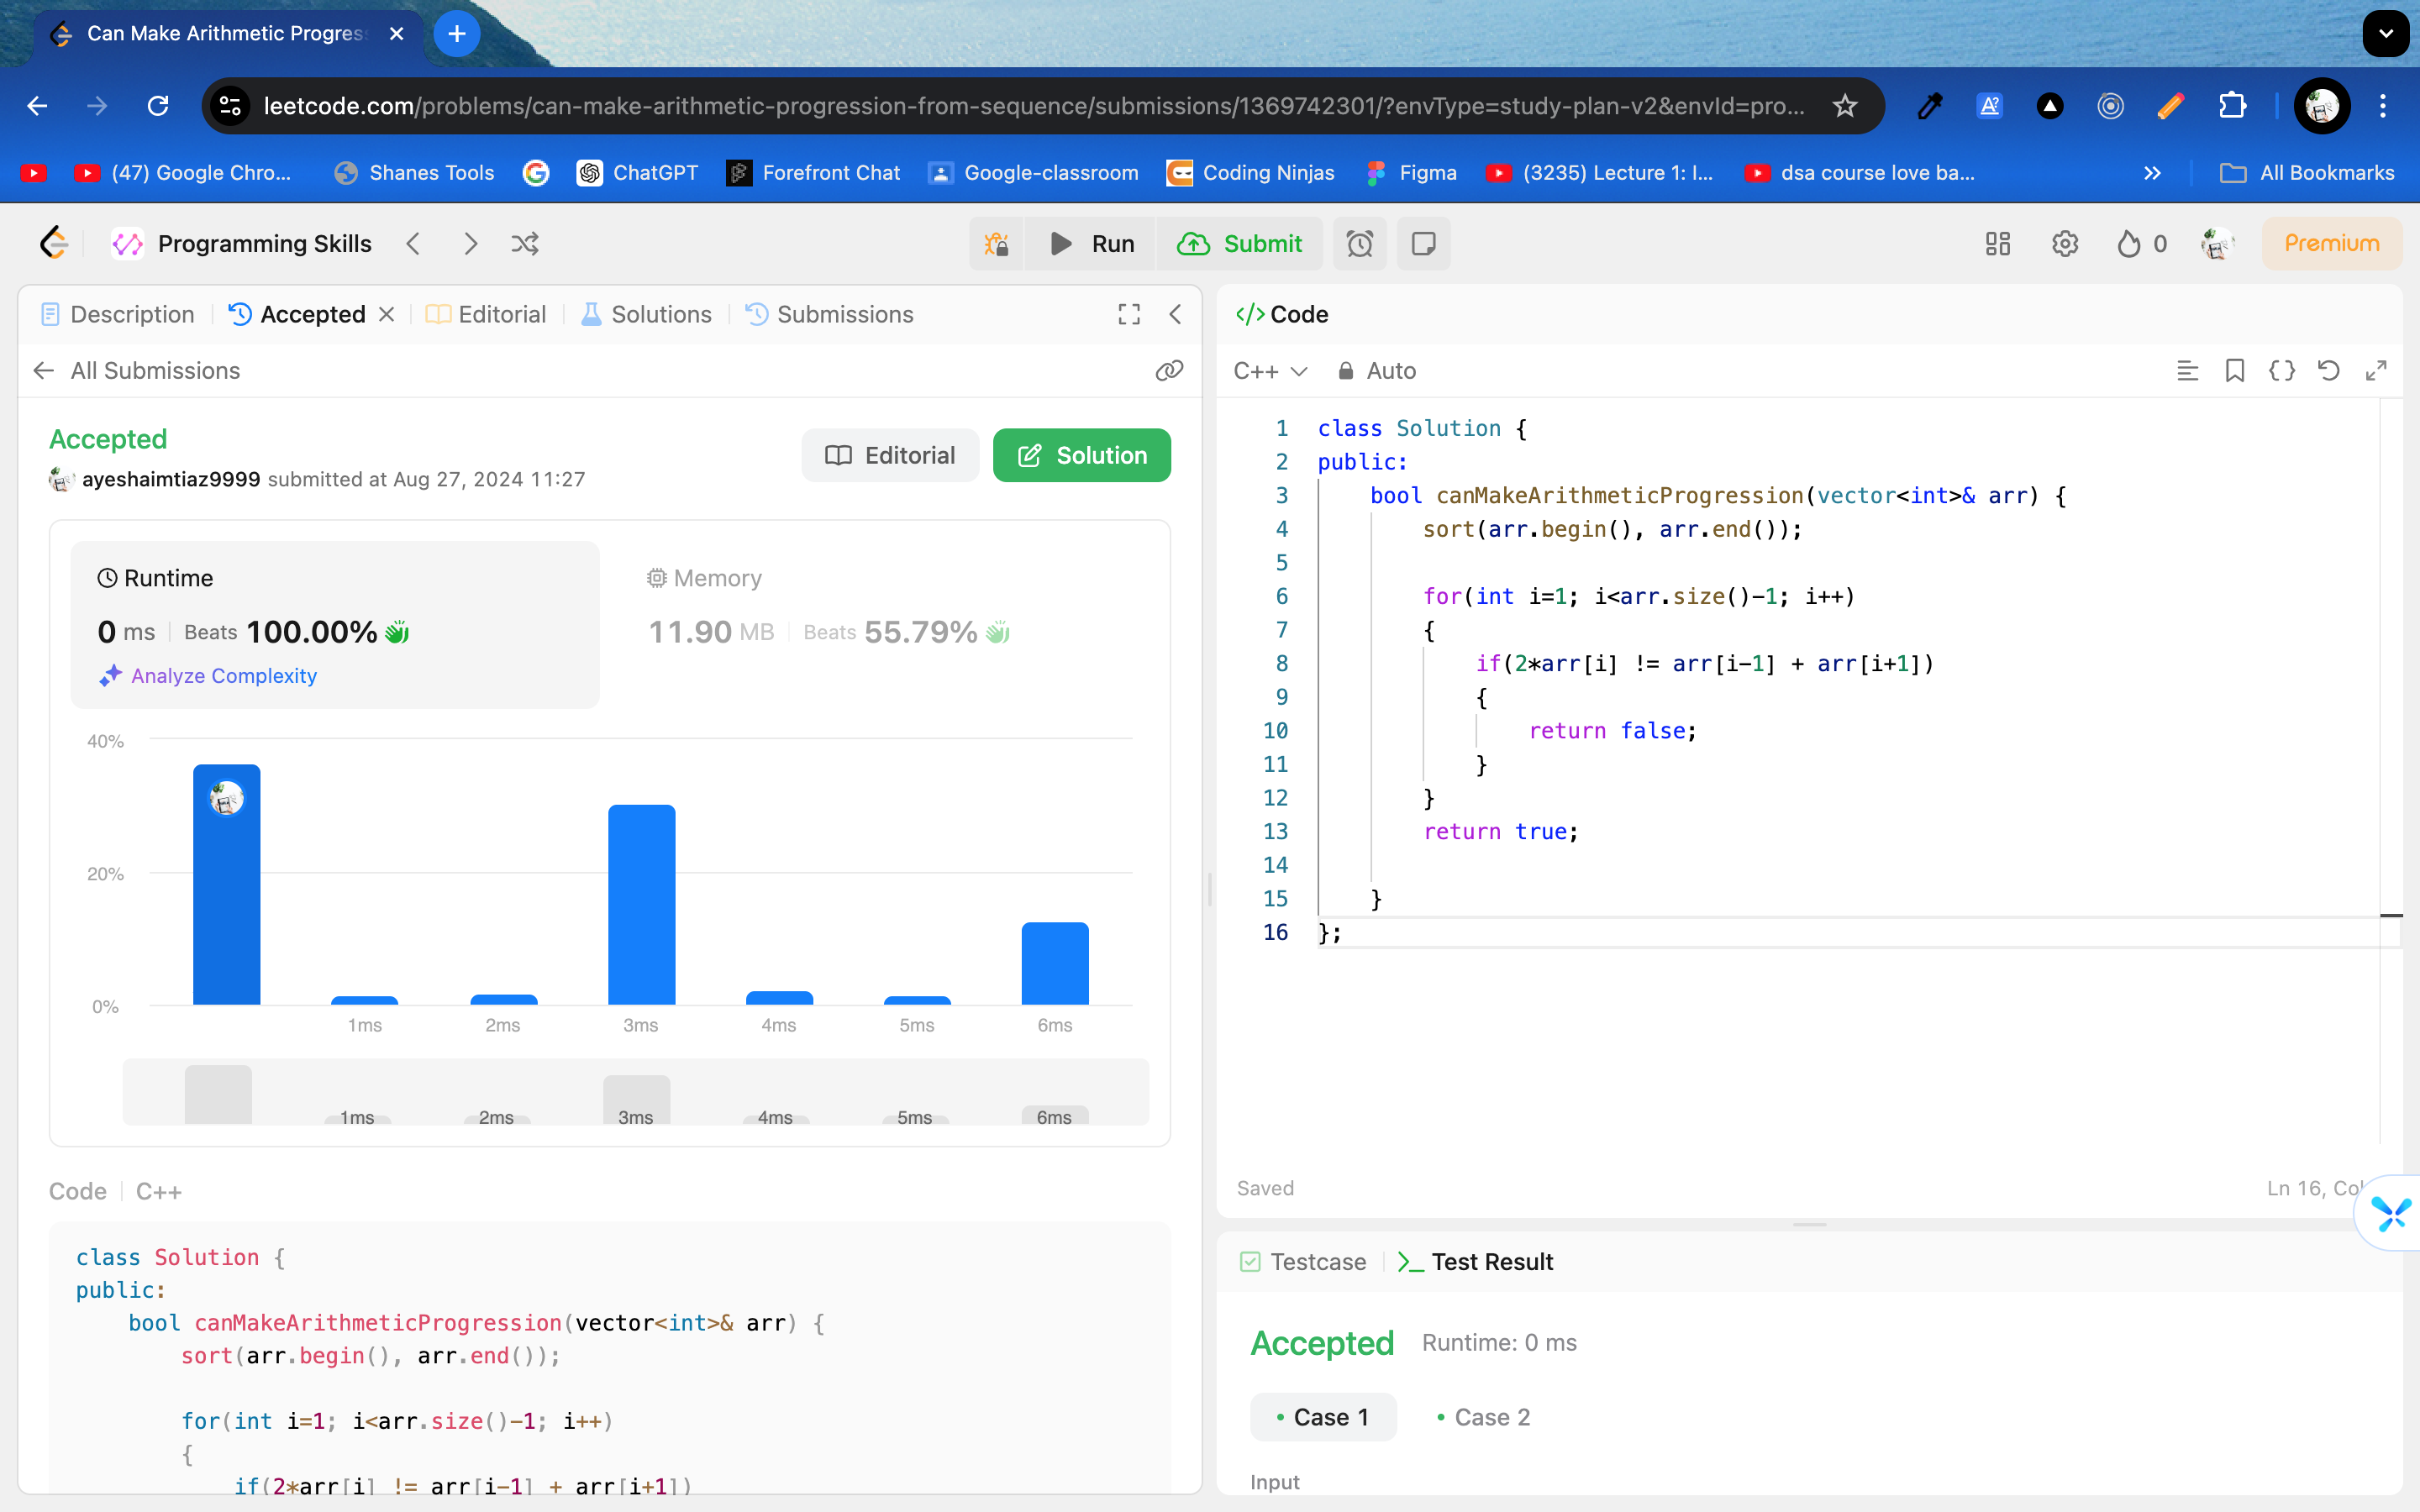 Can Make Arithmetic Progres
leetcode.com/problems/can-make-arithmetic-progression-from-sequence/submissions/1369742301/?envType=study-plan-v2&envId=pro...
(47) Google Chro...
Shanes Tools
ChatGPT
Forefront Chat
Google-classroom
Coding Ninjas
Figma
(3235) Lecture 1: I...
dsa course love ba...
All Bookmarks
Programming Skills
Run
Submit
0
Premium
Description
Accepted
Editorial
Solutions
Submissions
All Submissions
Accepted
ayeshaimtiaz9999 submitted at Aug 27, 2024 11:27
Editorial
Solution
Runtime
0 ms Beats 100.00%
Analyze Complexity
Memory
11.90 MB Beats 55.79%
40%
20%
0%
1ms 2ms 3ms 4ms 5ms 6ms
1ms 2ms 3ms 4ms 5ms 6ms
Code C++
class Solution {
public:
    bool canMakeArithmeticProgression(vector<int>& arr) {
        sort(arr.begin(), arr.end());
        for(int i=1; i<arr.size()-1; i++)
        {
            if(2*arr[i] != arr[i-1] + arr[i+1])
</> Code
C++ Auto
1 class Solution {
2 public:
3     bool canMakeArithmeticProgression(vector<int>& arr) {
4         sort(arr.begin(), arr.end());
5
6         for(int i=1; i<arr.size()-1; i++)
7         {
8             if(2*arr[i] != arr[i-1] + arr[i+1])
9             {
10                 return false;
11             }
12         }
13         return true;
14
15     }
16 };
Saved
Ln 16, Co
Testcase
Test Result
Accepted Runtime: 0 ms
Case 1
Case 2
Input